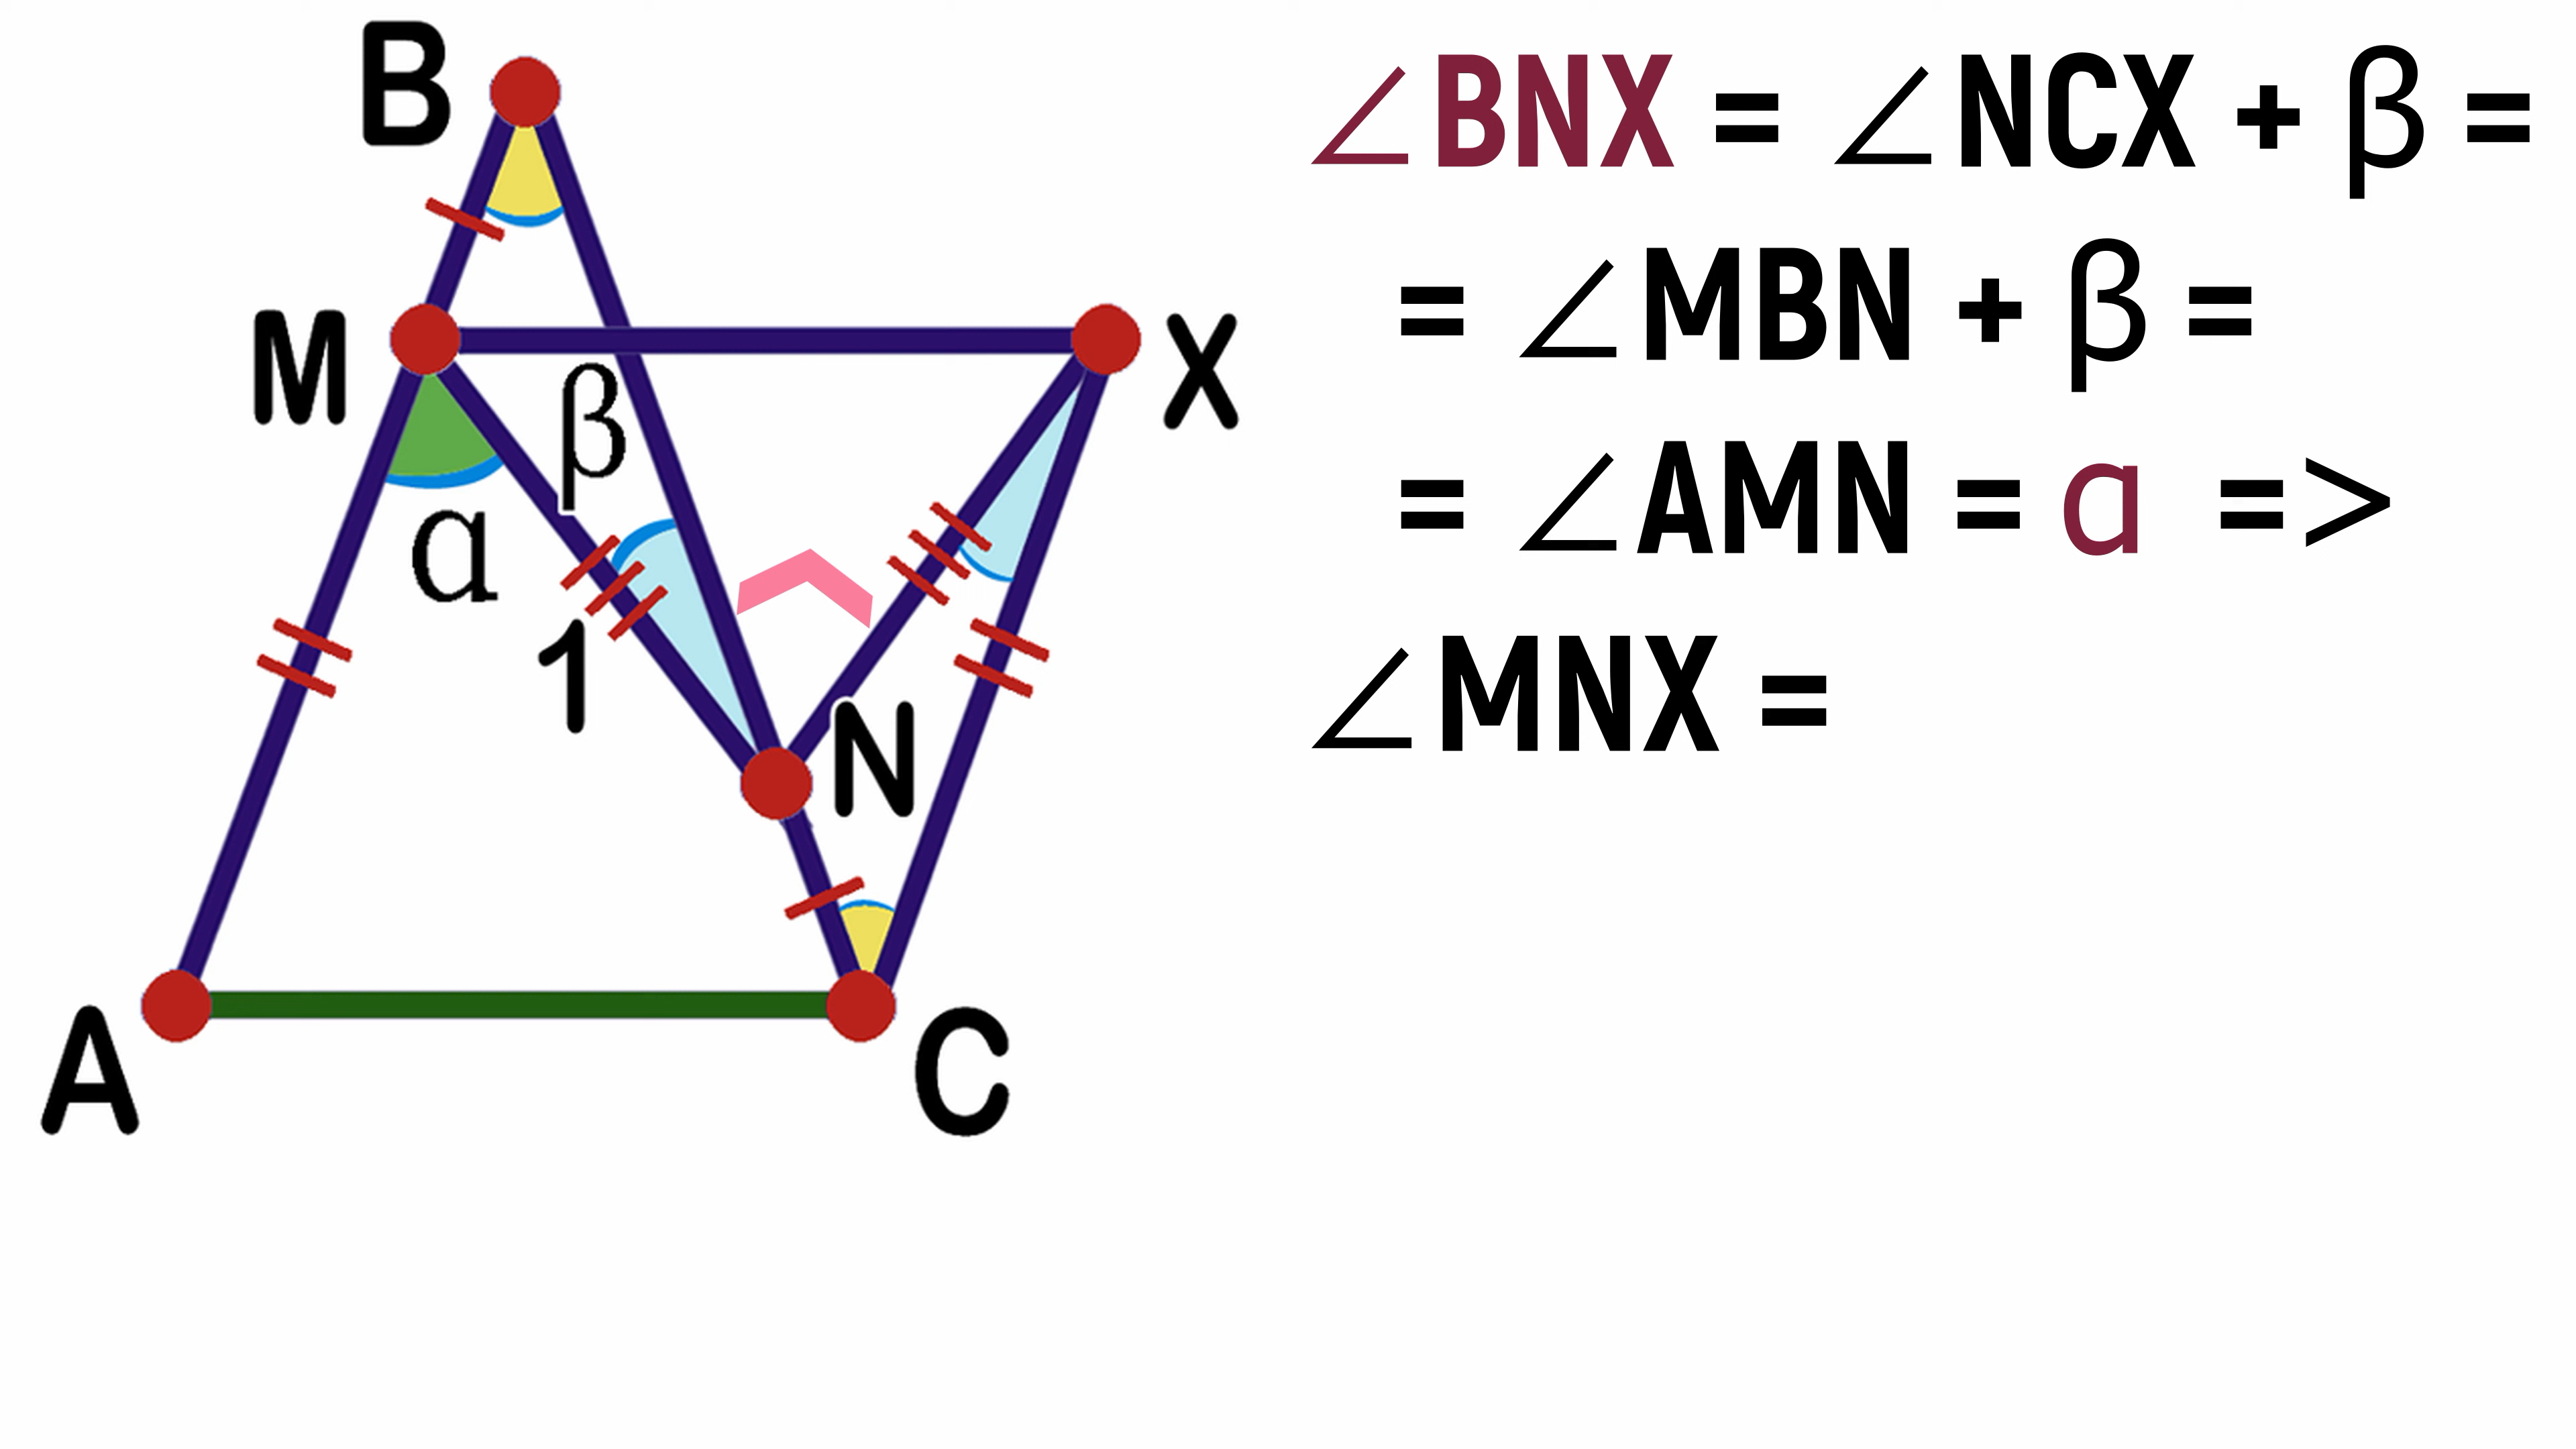 B
M
X
β
α
1
N
A
C
∠BNX = ∠NCX + β =
= ∠MBN + β =
= ∠AMN = α =>
∠MNX =